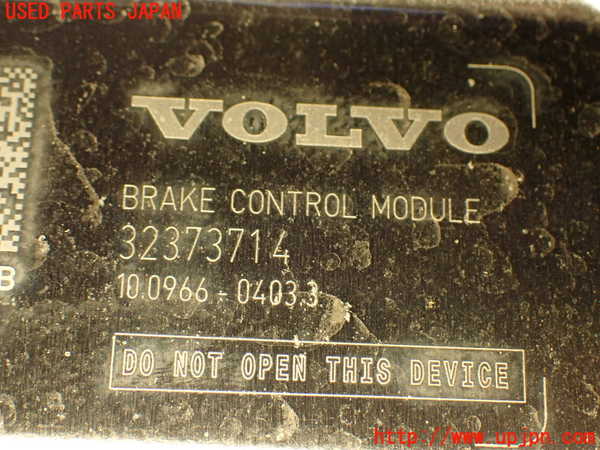 USED PARTS JAPAN
VOLVO
BRAKE CONTROL MODULE
32373714
10.0966-0403.3
B
DO NOT OPEN THIS DEVICE
http://www.upjpn.com